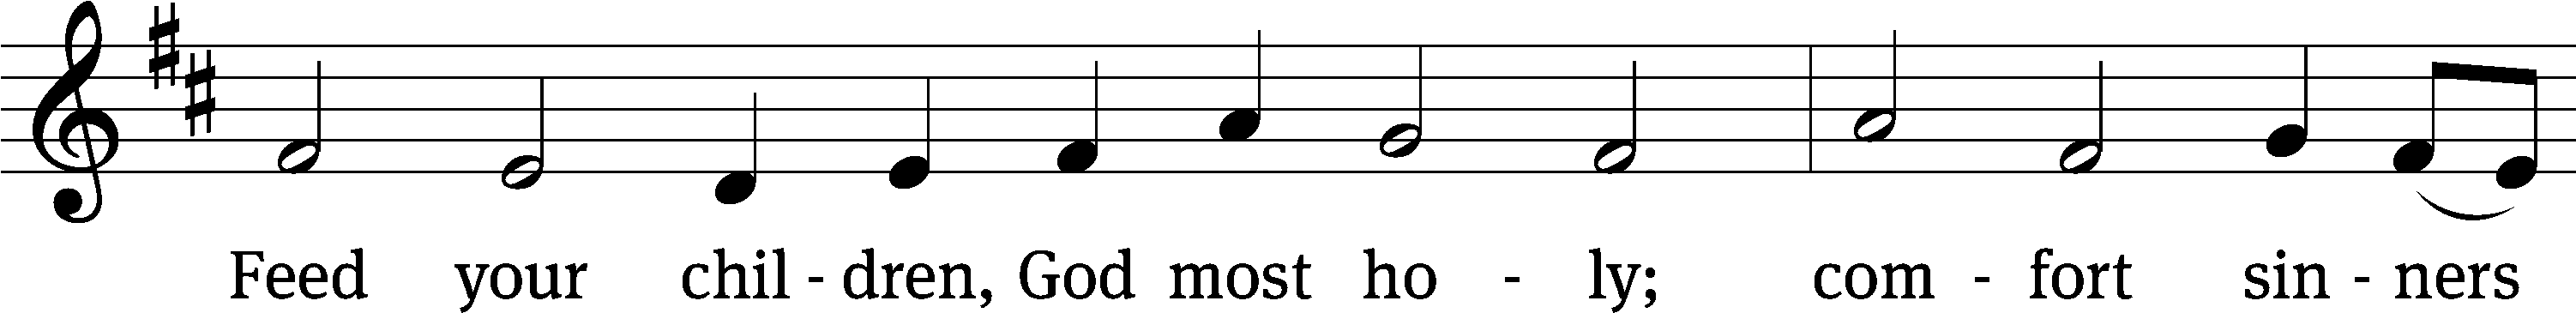 Feed your chil - dren, God most ho - ly; com - fort sin - ners